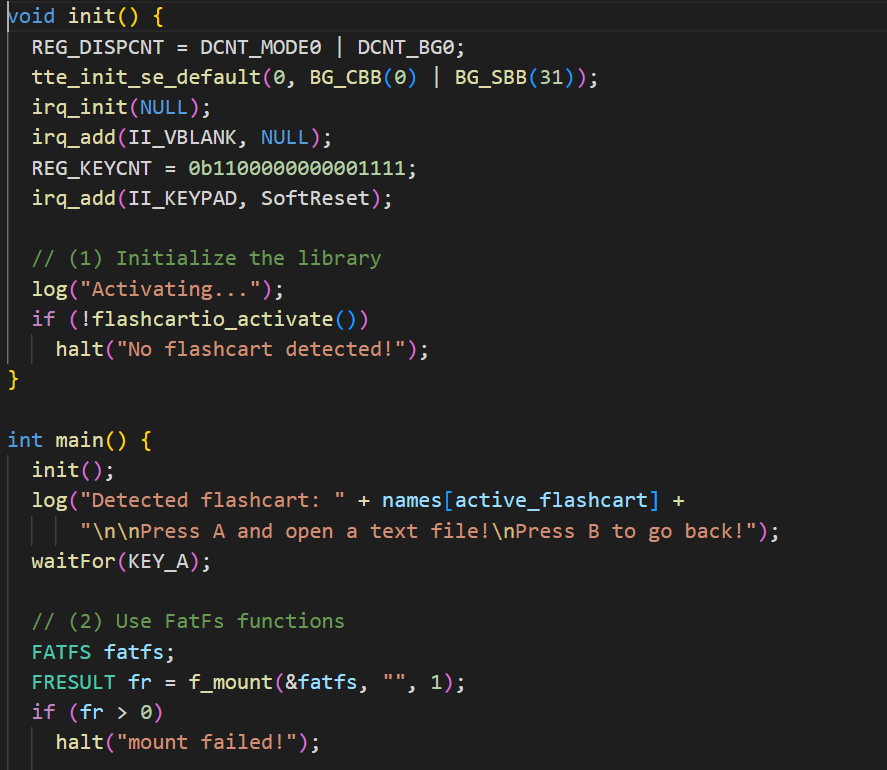 void init() {
  REG_DISPCNT = DCNT_MODE0 | DCNT_BG0;
  tte_init_se_default(0, BG_CBB(0) | BG_SBB(31));
  irq_init(NULL);
  irq_add(II_VBLANK, NULL);
  REG_KEYCNT = 0b1100000000001111;
  irq_add(II_KEYPAD, SoftReset);

  // (1) Initialize the library
  log("Activating...");
  if (!flashcartio_activate())
    halt("No flashcart detected!");
}

int main() {
  init();
  log("Detected flashcart: " + names[active_flashcart] +
      "\n\nPress A and open a text file!\nPress B to go back!");
  waitFor(KEY_A);

  // (2) Use FatFs functions
  FATFS fatfs;
  FRESULT fr = f_mount(&fatfs, "", 1);
  if (fr > 0)
    halt("mount failed!");